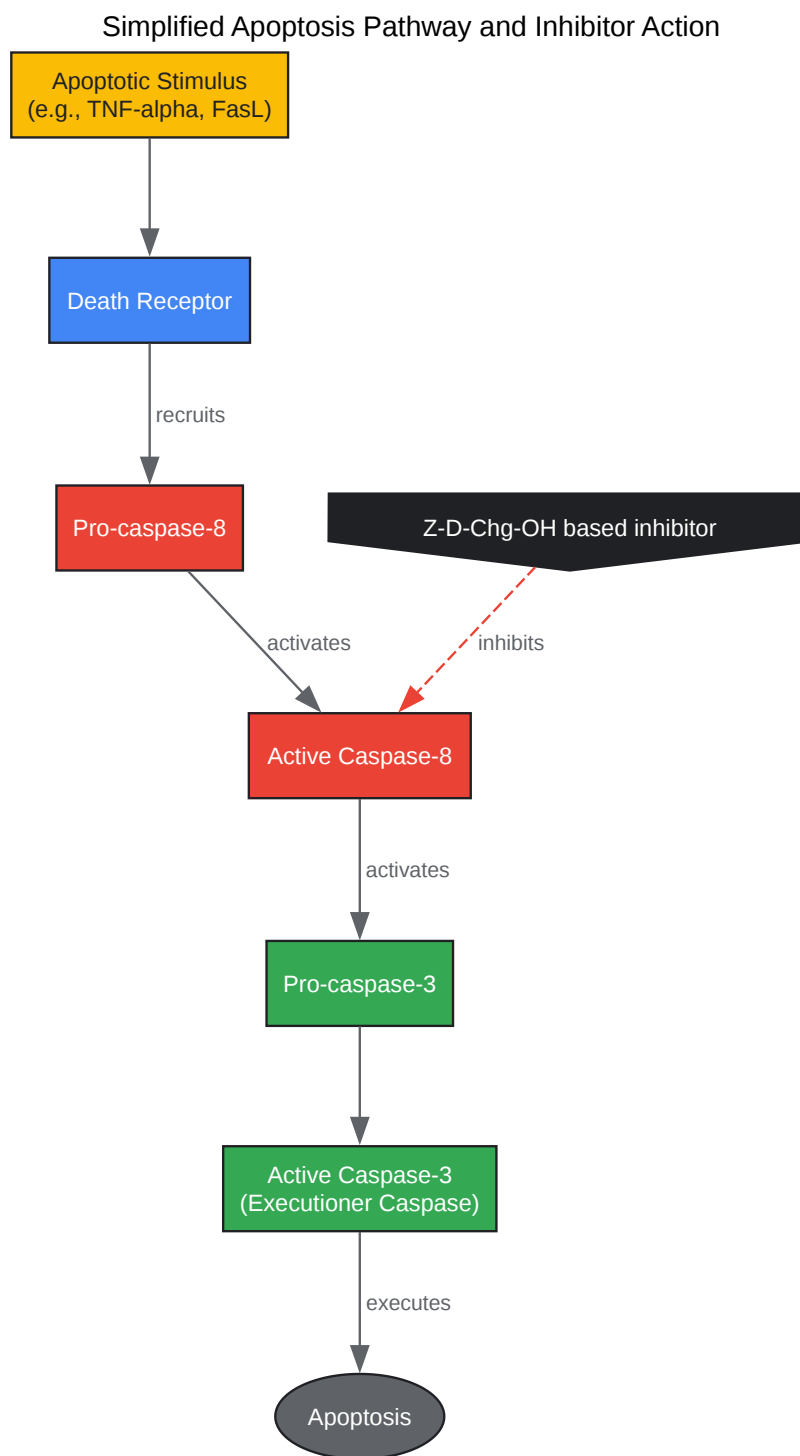 Simplified Apoptosis Pathway and Inhibitor Action
Apoptotic Stimulus
(e.g., TNF-alpha, FasL)
Death Receptor
recruits
Pro-caspase-8
Z-D-Chg-OH based inhibitor
activates
inhibits
Active Caspase-8
activates
Pro-caspase-3
Active Caspase-3
(Executioner Caspase)
executes
Apoptosis